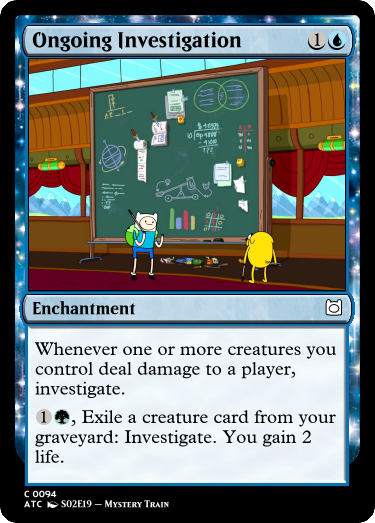 Ongoing Investigation 1
Enchantment
Whenever one or more creatures you
control deal damage to a player,
investigate.
1, Exile a creature card from your
graveyard: Investigate. You gain 2
life.
C 0094
ATC S02E19 – Mystery Train